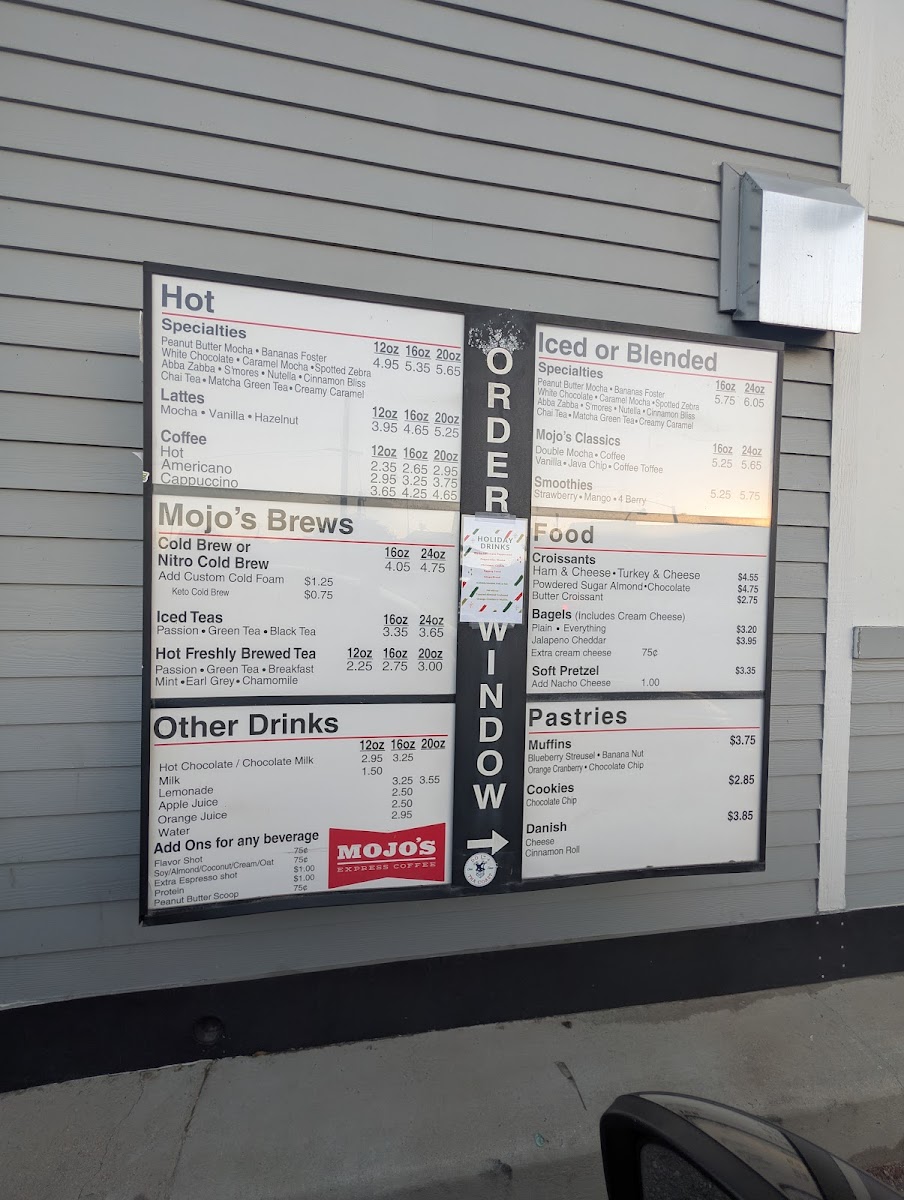 Hot
Specialties
12oz 16oz 20oz
Peanut Butter Mocha • Bananas Foster
4.95 5.35 5.65
White Chocolate • Caramel Mocha • Spotted Zebra
Abba Zabba • S'mores • Nutella • Cinnamon Bliss
Chai Tea • Matcha Green Tea • Creamy Caramel
Lattes
12oz 16oz 20oz
Mocha • Vanilla • Hazelnut
3.95 4.65 5.25
Coffee
12oz 16oz 20oz
Hot
2.35 2.65 2.95
Americano
2.95 3.25 3.75
Cappuccino
3.65 4.25 4.65
Mojo's Brews
Cold Brew or
Nitro Cold Brew
16oz 24oz
4.05 4.75
Add Custom Cold Foam $1.25
Keto Cold Brew $0.75
Iced Teas
16oz 24oz
Passion • Green Tea • Black Tea
3.35 3.65
Hot Freshly Brewed Tea
12oz 16oz 20oz
Passion • Green Tea • Breakfast
2.25 2.75 3.00
Mint • Earl Grey • Chamomile
Other Drinks
12oz 16oz 20oz
Hot Chocolate / Chocolate Milk
2.95 3.25
Milk
1.50
Lemonade
3.25 3.55
Apple Juice
2.50
Orange Juice
2.50
Water
2.95
Add Ons for any beverage
Flavor Shot 75¢
Soy/Almond/Coconut/Cream/Oat 75¢
Extra Espresso shot $1.00
Protein $1.00
Peanut Butter Scoop 75¢
MOJO'S
EXPRESS COFFEE
ORDER
HOLIDAY
DRINKS
WINDOW
Iced or Blended
Specialties
16oz 24oz
Peanut Butter Mocha • Bananas Foster
5.75 6.05
White Chocolate • Caramel Mocha • Spotted Zebra
Abba Zabba • S'mores • Nutella • Cinnamon Bliss
Chai Tea • Matcha Green Tea • Creamy Caramel
Mojo's Classics
16oz 24oz
Double Mocha • Coffee
5.25 5.65
Vanilla • Java Chip • Coffee Toffee
Smoothies
Strawberry • Mango • 4 Berry
5.25 5.75
Food
Croissants
Ham & Cheese • Turkey & Cheese $4.55
Powdered Sugar Almond • Chocolate $4.75
Butter Croissant $2.75
Bagels (Includes Cream Cheese)
Plain • Everything $3.20
Jalapeno Cheddar $3.95
Extra cream cheese 75¢
Soft Pretzel $3.35
Add Nacho Cheese 1.00
Pastries
Muffins $3.75
Blueberry Streusel • Banana Nut
Orange Cranberry • Chocolate Chip
Cookies $2.85
Chocolate Chip
Danish $3.85
Cheese
Cinnamon Roll